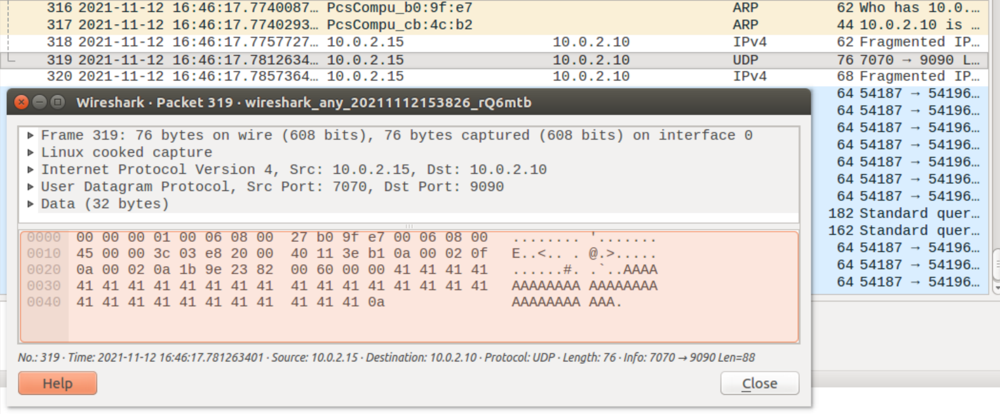 316 2021-11-12 16:46:17.7740087… PcsCompu_b0:9f:e7 ARP 62 Who has 10.0.…
317 2021-11-12 16:46:17.7740293… PcsCompu_cb:4c:b2 ARP 44 10.0.2.10 is …
318 2021-11-12 16:46:17.7757727… 10.0.2.15 10.0.2.10 IPv4 62 Fragmented IP…
319 2021-11-12 16:46:17.7812634… 10.0.2.15 10.0.2.10 UDP 76 7070 → 9090 L…
320 2021-11-12 16:46:17.7857364… 10.0.2.15 10.0.2.10 IPv4 68 Fragmented IP…
64 54187 → 54196…
64 54187 → 54196…
64 54187 → 54196…
64 54187 → 54196…
64 54187 → 54196…
64 54187 → 54196…
64 54187 → 54196…
182 Standard quer…
162 Standard quer…
64 54187 → 54196…
64 54187 → 54196…
64 54187 → 54196…
Wireshark · Packet 319 · wireshark_any_20211112153826_rQ6mtb
Frame 319: 76 bytes on wire (608 bits), 76 bytes captured (608 bits) on interface 0
Linux cooked capture
Internet Protocol Version 4, Src: 10.0.2.15, Dst: 10.0.2.10
User Datagram Protocol, Src Port: 7070, Dst Port: 9090
Data (32 bytes)
0000 00 00 00 01 00 06 08 00 27 b0 9f e7 00 06 08 00 ........ '.......
0010 45 00 00 3c 03 e8 20 00 40 11 3e b1 0a 00 02 0f E..<.. . @.>.....
0020 0a 00 02 0a 1b 9e 23 82 00 60 00 00 41 41 41 41 ......#. .`..AAAA
0030 41 41 41 41 41 41 41 41 41 41 41 41 41 41 41 41 AAAAAAAA AAAAAAAA
0040 41 41 41 41 41 41 41 41 41 41 41 0a AAAAAAAA AAA.
No.: 319 · Time: 2021-11-12 16:46:17.781263401 · Source: 10.0.2.15 · Destination: 10.0.2.10 · Protocol: UDP · Length: 76 · Info: 7070 → 9090 Len=88
Help
Close